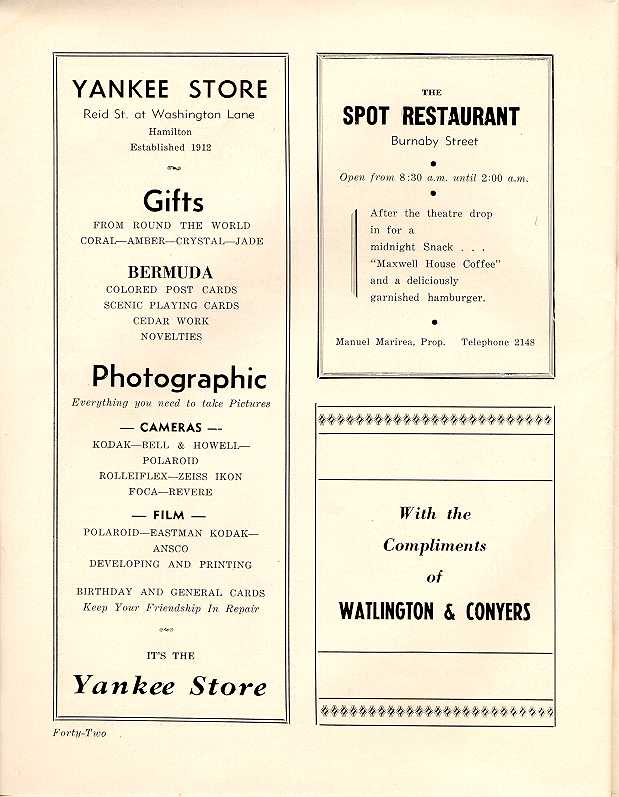 YANKEE STORE
Reid St. at Washington Lane
Hamilton
Established 1912
Gifts
FROM ROUND THE WORLD
CORAL—AMBER—CRYSTAL—JADE
BERMUDA
COLORED POST CARDS
SCENIC PLAYING CARDS
CEDAR WORK
NOVELTIES
Photographic
Everything you need to take Pictures
— CAMERAS —
KODAK—BELL & HOWELL—
POLAROID
ROLLEIFLEX—ZEISS IKON
FOCA—REVERE
— FILM —
POLAROID—EASTMAN KODAK—
ANSCO
DEVELOPING AND PRINTING
BIRTHDAY AND GENERAL CARDS
Keep Your Friendship In Repair
IT'S THE
Yankee Store
THE
SPOT RESTAURANT
Burnaby Street
Open from 8:30 a.m. until 2:00 a.m.
After the theatre drop
in for a
midnight Snack . . .
"Maxwell House Coffee"
and a deliciously
garnished hamburger.
Manuel Marirea, Prop. Telephone 2148
With the
Compliments
of
WATLINGTON & CONYERS
Forty-Two